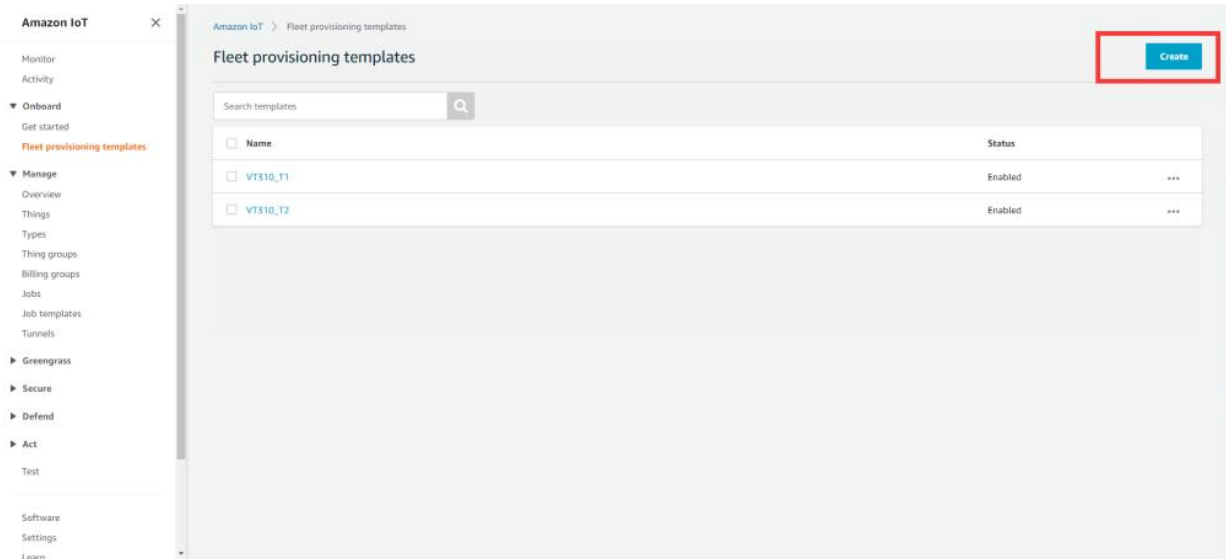 Amazon IoT
Monitor
Activity
Onboard
Get started
Fleet provisioning templates
Manage
Overview
Things
Types
Thing groups
Billing groups
Jobs
Job templates
Tunnels
Greengrass
Secure
Defend
Act
Test
Software
Settings
Learn
Amazon IoT > Fleet provisioning templates
Fleet provisioning templates
Create
Search templates
Name Status
VT310_T1 Enabled
VT310_T2 Enabled